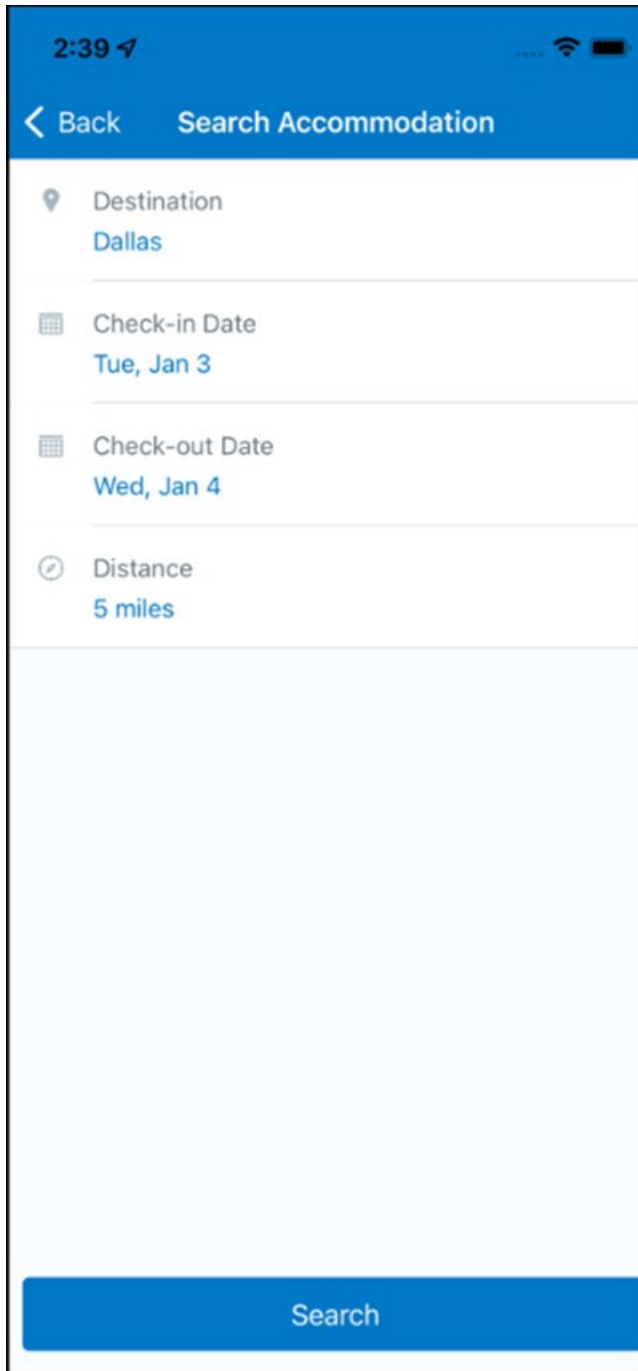 2:39
Back Search Accommodation
Destination
Dallas
Check-in Date
Tue, Jan 3
Check-out Date
Wed, Jan 4
Distance
5 miles
Search